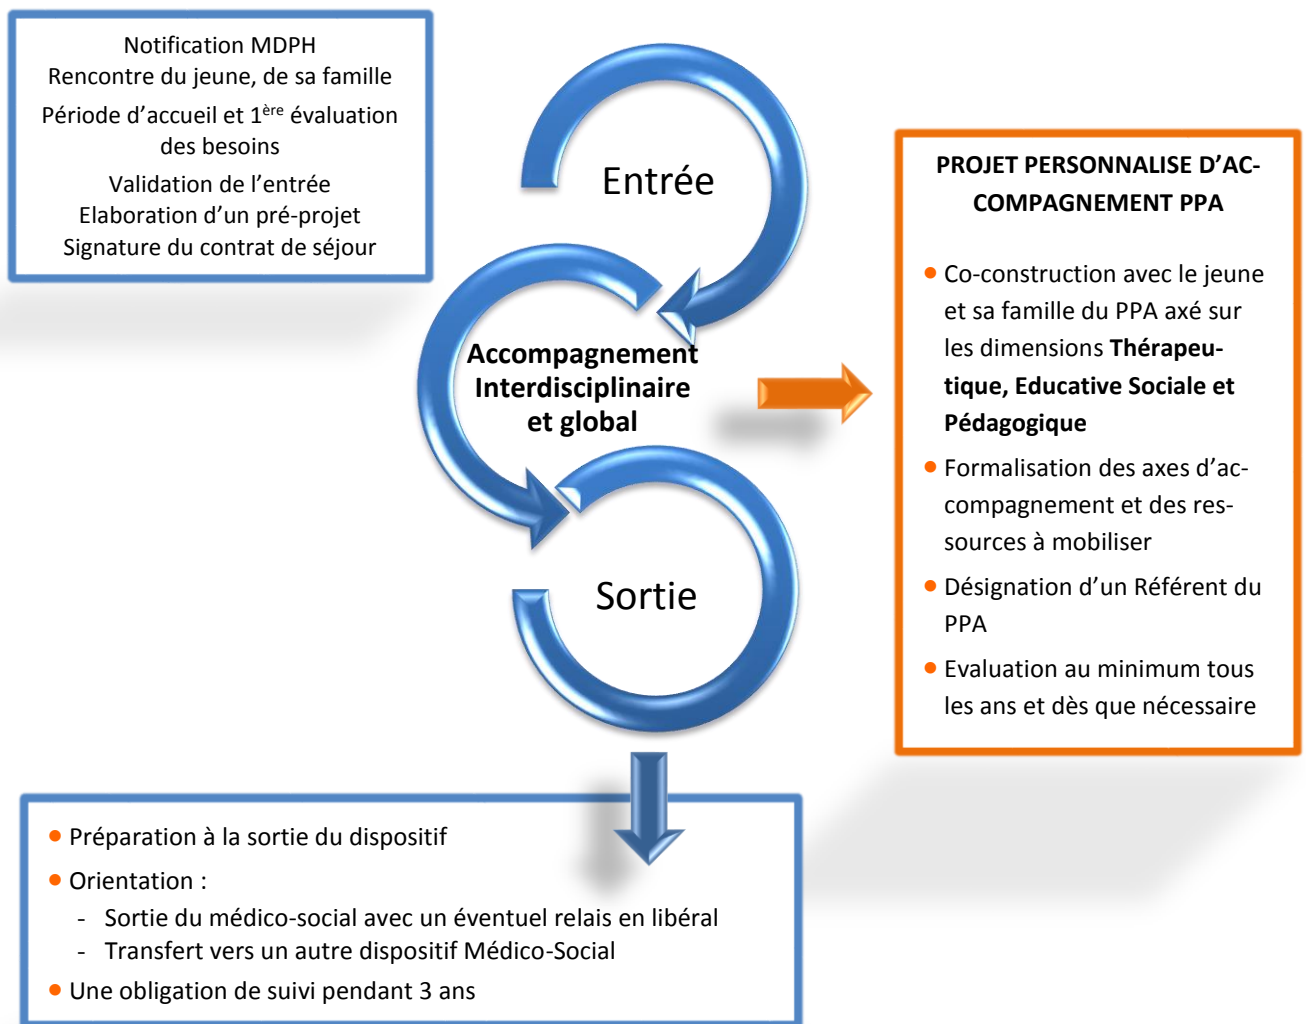 Notification MDPH
Rencontre du jeune, de sa famille
Période d’accueil et 1ère évaluation
des besoins
Validation de l’entrée
Elaboration d’un pré-projet
Signature du contrat de séjour
Entrée
Accompagnement
Interdisciplinaire
et global
Sortie
PROJET PERSONNALISE D’AC-
COMPAGNEMENT PPA
• Co-construction avec le jeune
et sa famille du PPA axé sur
les dimensions Thérapeu-
tique, Educative Sociale et
Pédagogique
• Formalisation des axes d’ac-
compagnement et des res-
sources à mobiliser
• Désignation d’un Référent du
PPA
• Evaluation au minimum tous
les ans et dès que nécessaire
• Préparation à la sortie du dispositif
• Orientation :
- Sortie du médico-social avec un éventuel relais en libéral
- Transfert vers un autre dispositif Médico-Social
• Une obligation de suivi pendant 3 ans